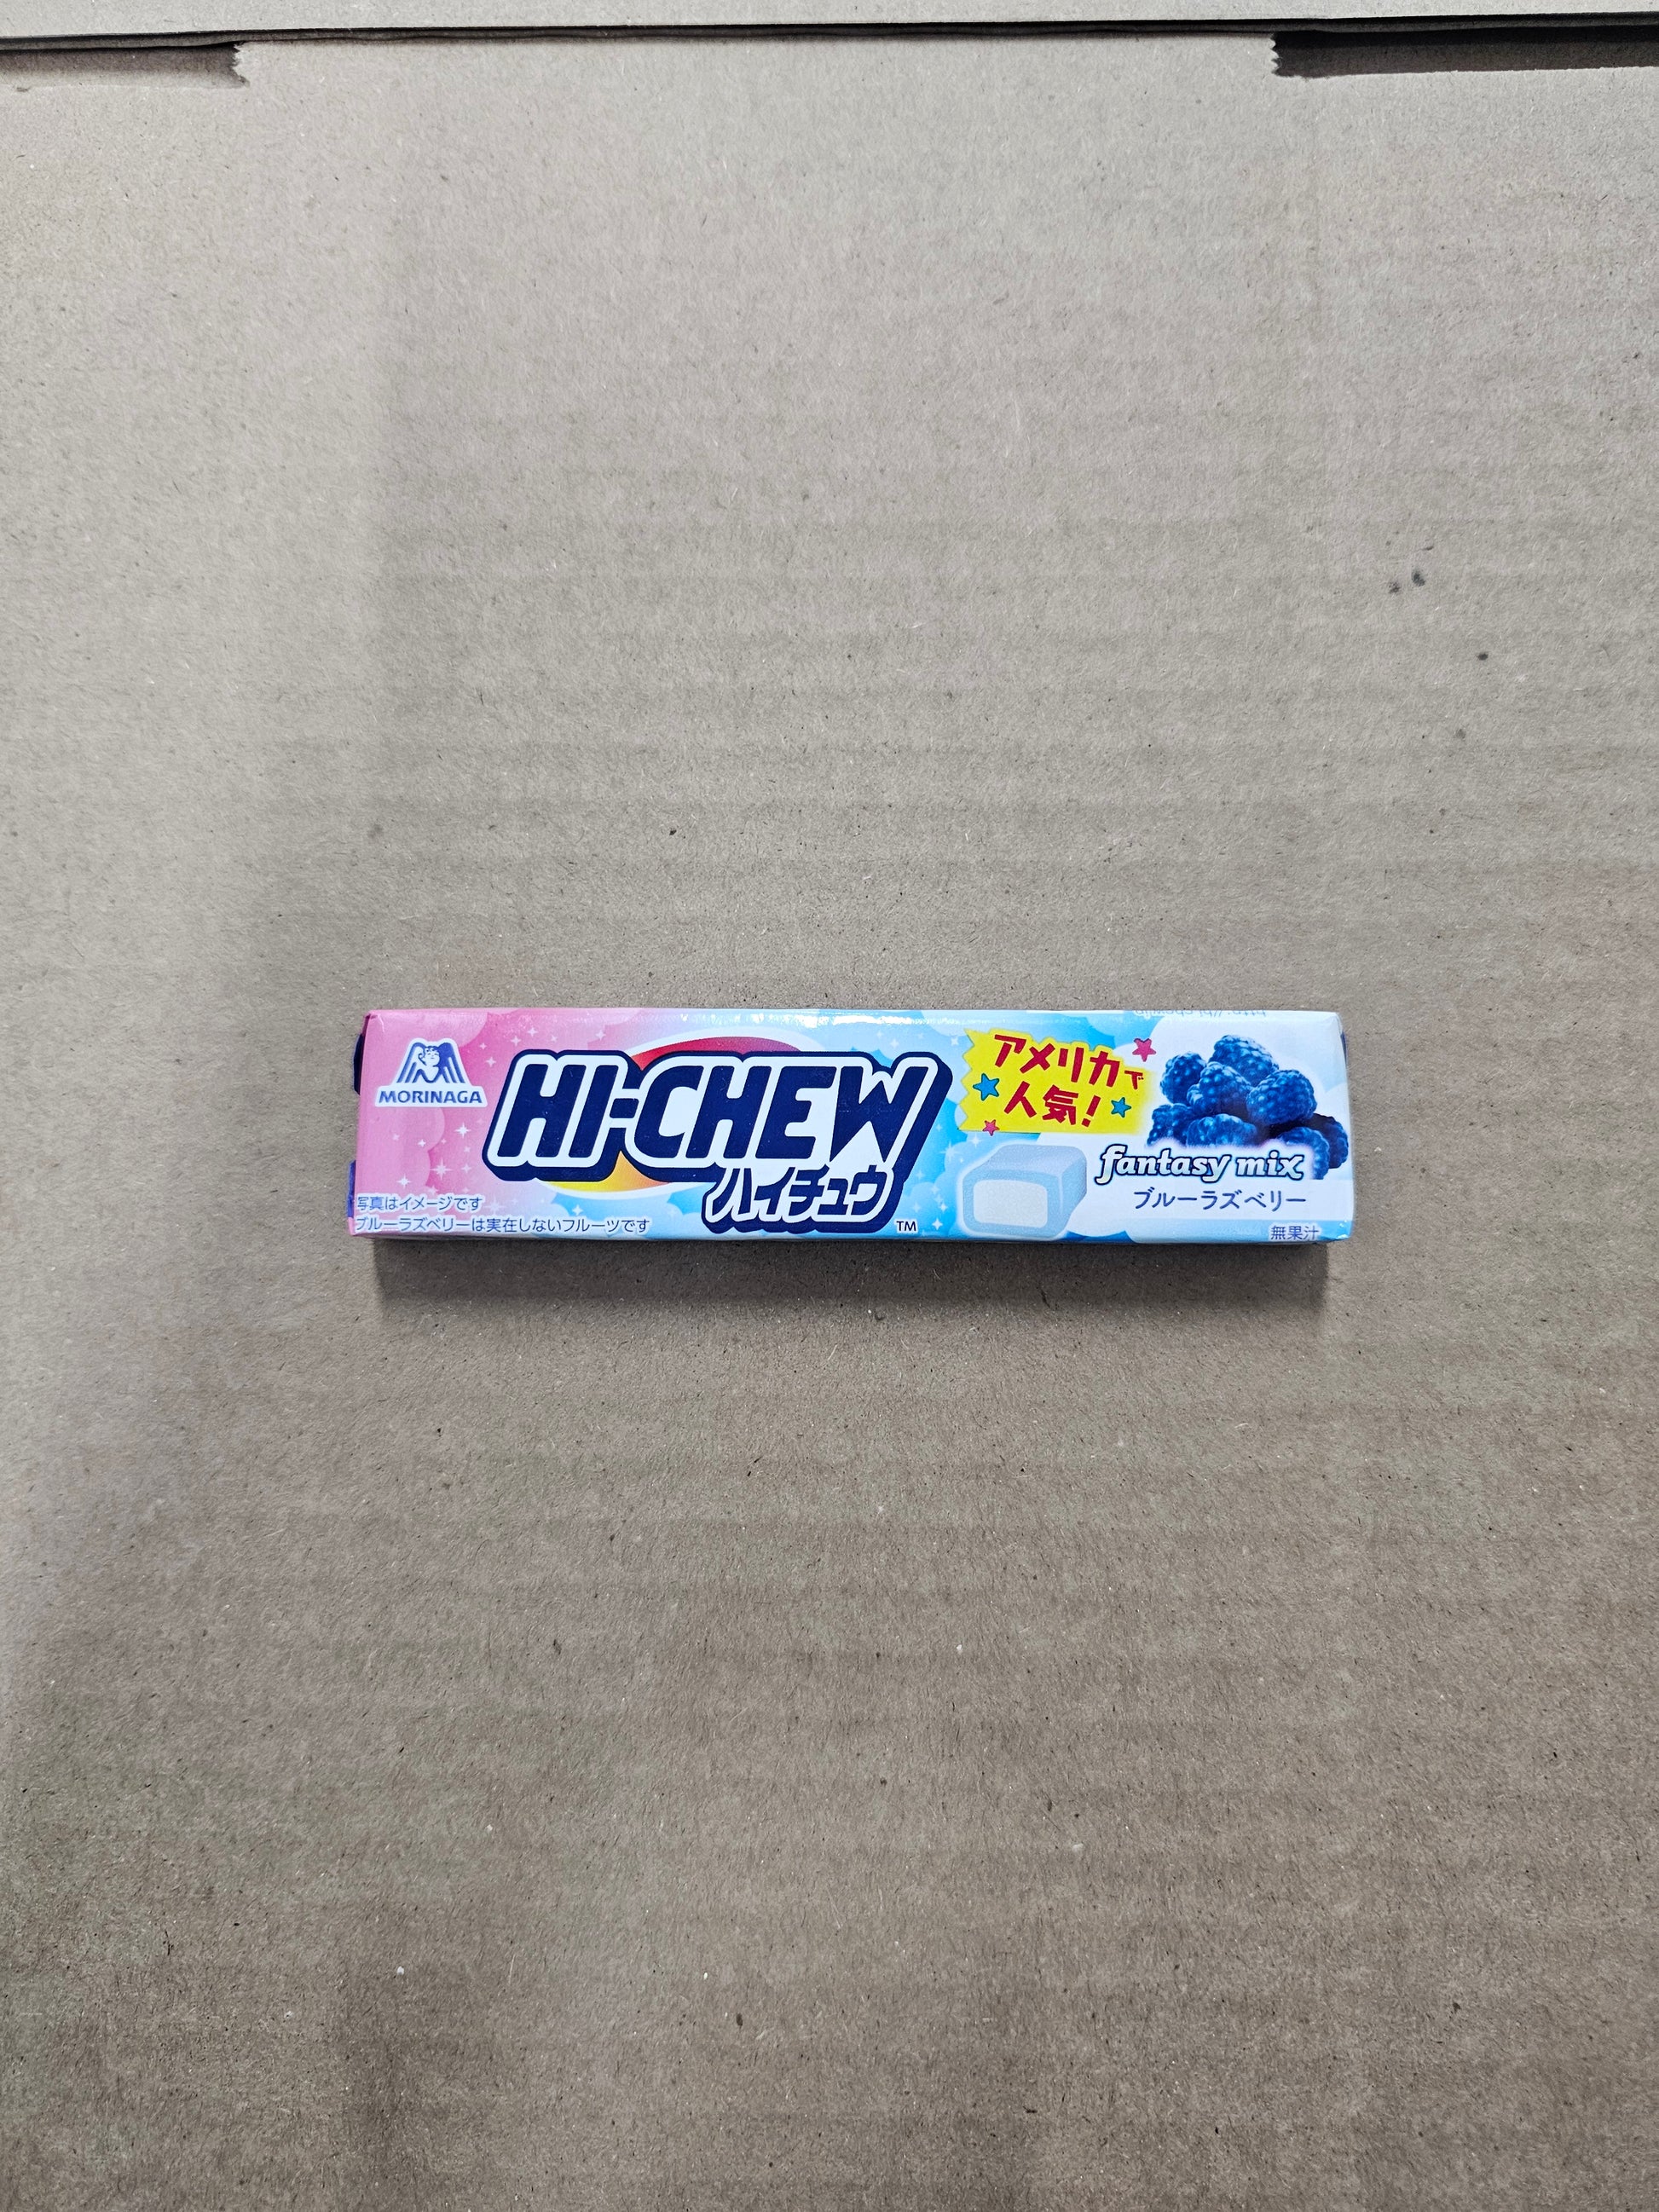 MORINAGA
HI-CHEW
ハイチュウ
TM
アメリカで
人気!
fantasy mix
ブルーラズベリー
無果汁
写真はイメージです
ブルーラズベリーは実在しないフルーツです